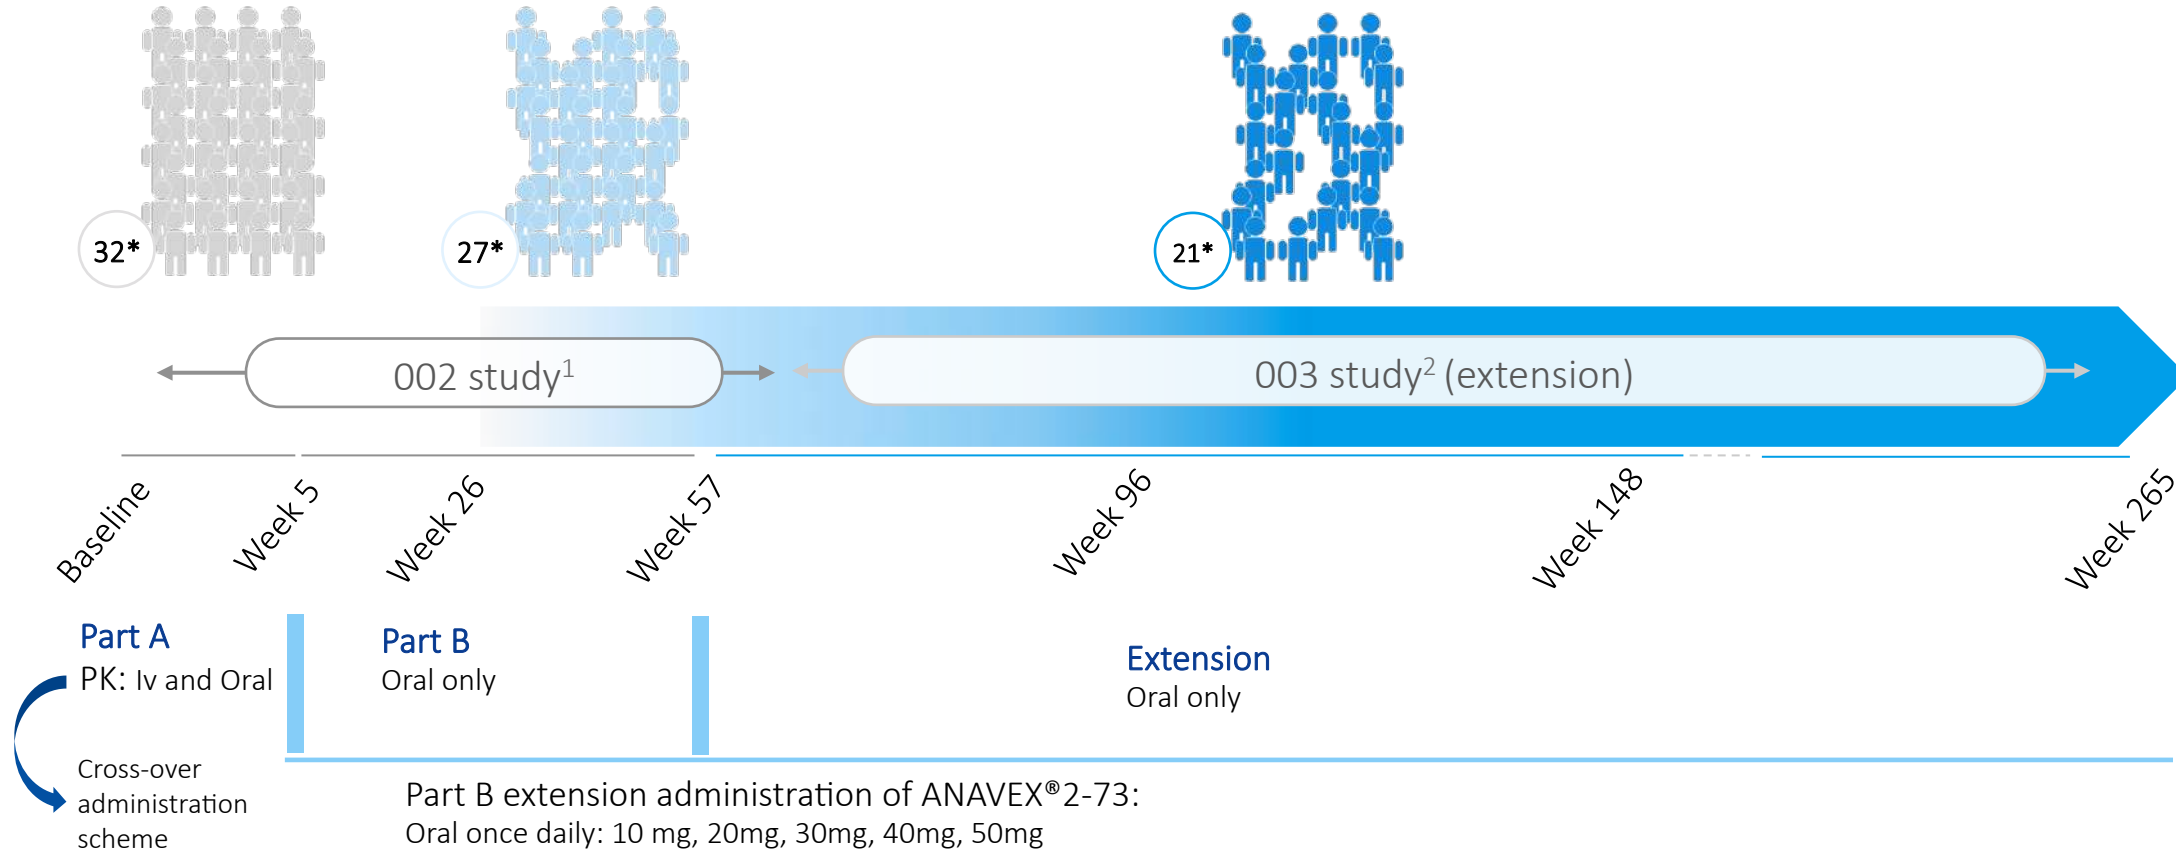 32*
27*
21*
002 study1
003 study2 (extension)
Baseline
Week 5
Week 26
Week 57
Week 96
Week 148
Week 265
Part A
PK: Iv and Oral
Part B
Oral only
Extension
Oral only
Cross-over
administration
scheme
Part B extension administration of ANAVEX®2-73:
Oral once daily: 10 mg, 20mg, 30mg, 40mg, 50mg